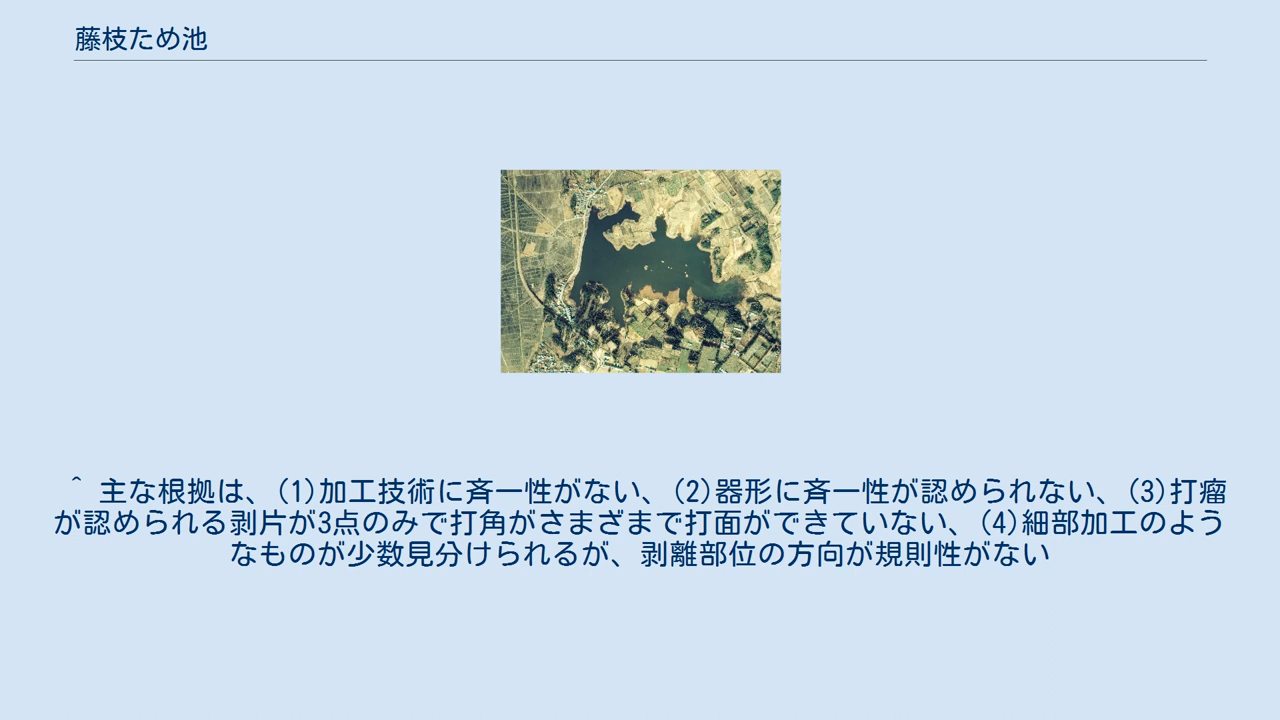 藤枝ため池
^ 主な根拠は、(1)加工技術に斉一性がない、(2)器形に斉一性が認められない、(3)打瘤
が認められる剥片が3点のみで打角がさまざまで打面ができていない、(4)細部加工のよう
なものが少数見分けられるが、剥離部位の方向が規則性がない